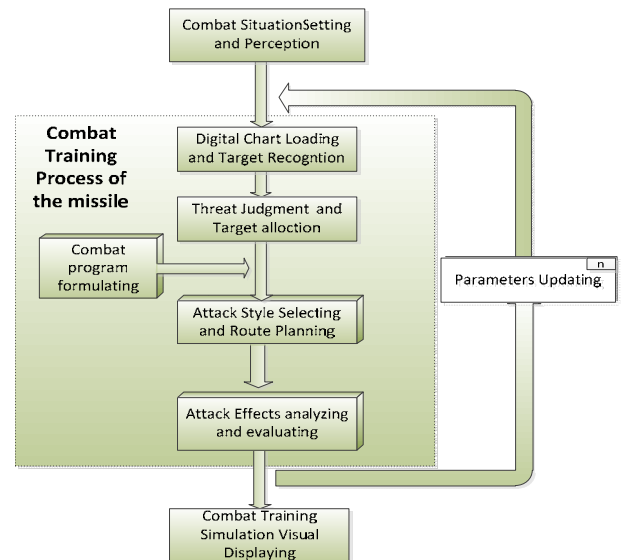 Combat SituationSetting
and Perception
Combat
Training
Process of
the missile
Digital Chart Loading
and Target Recogntion
Threat Judgment and
Target alloction
Combat
program
formulating
n
Parameters Updating
Attack Style Selecting
and Route Planning
Attack Effects analyzing
and evaluating
Combat Training
Simulation Visual
Displaying